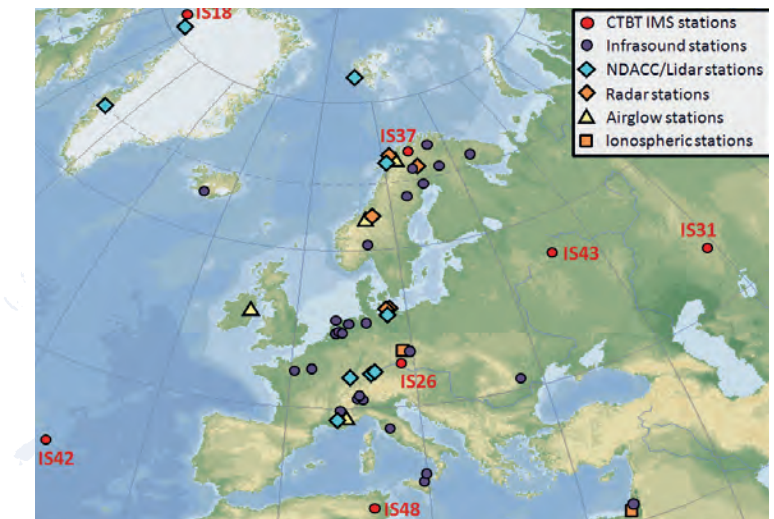 IS18
CTBT IMS stations
Infrasound stations
NDACC/Lidar stations
Radar stations
Airglow stations
Ionospheric stations
IS37
IS31
IS43
IS26
IS42
IS48